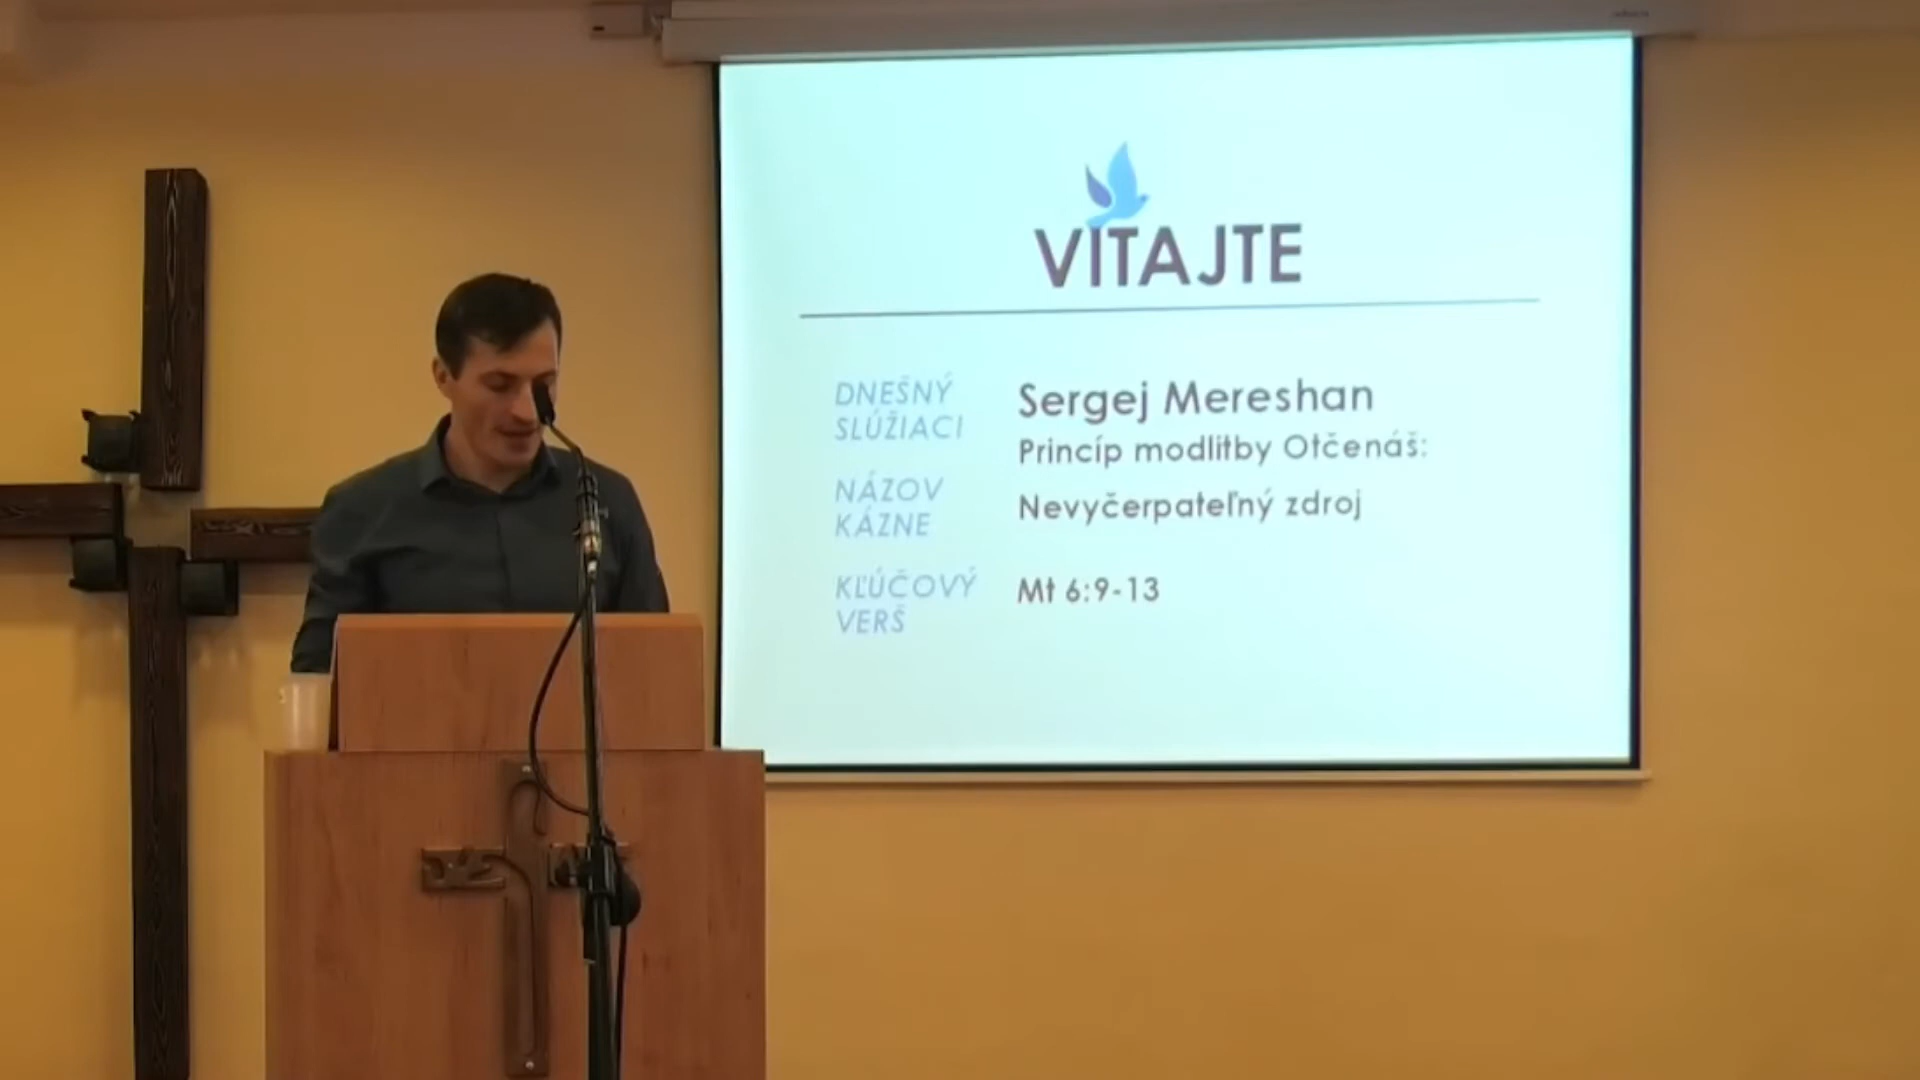 VITAJTE
DNEŠNÝ
SLÚŽIACI
Sergej Mereshan
Princíp modlitby Otčenáš:
NÁZOV
KÁZNE
Nevyčerpateľný zdroj
KĽÚČOVÝ
VERŠ
Mt 6:9-13